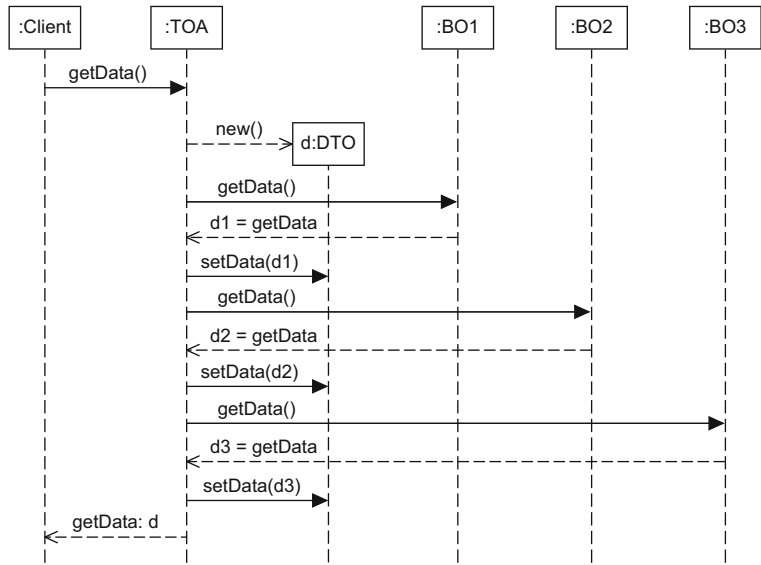 :Client
:TOA
:BO1
:BO2
:BO3
getData()
new()
d:DTO
getData()
d1 = getData
setData(d1)
getData()
d2 = getData
setData(d2)
getData()
d3 = getData
setData(d3)
getData: d